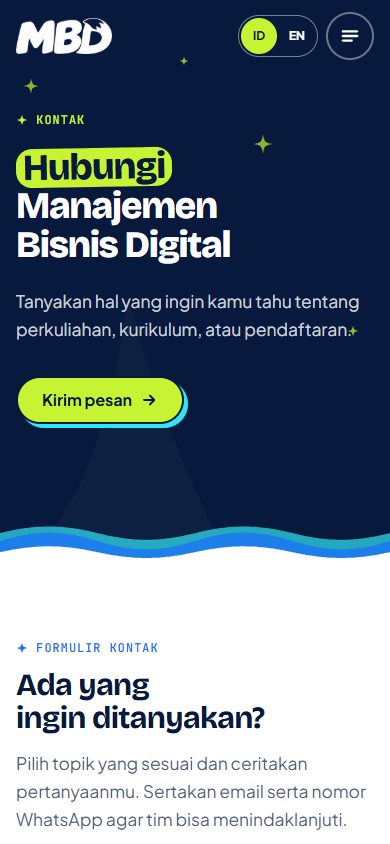 MBD
ID EN
KONTAK
Hubungi
Manajemen
Bisnis Digital
Tanyakan hal yang ingin kamu tahu tentang
perkuliahan, kurikulum, atau pendaftaran.
Kirim pesan →
FORMULIR KONTAK
Ada yang
ingin ditanyakan?
Pilih topik yang sesuai dan ceritakan
pertanyaanmu. Sertakan email serta nomor
WhatsApp agar tim bisa menindaklanjuti.